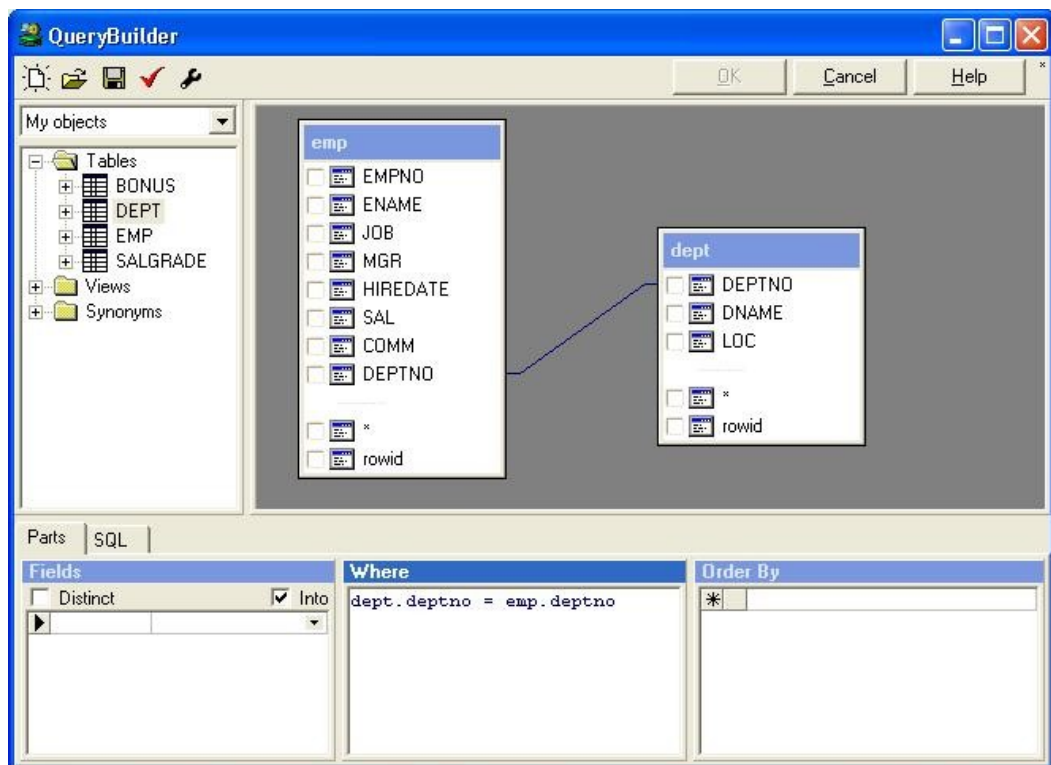 QueryBuilder
OK Cancel Help
My objects
Tables
BONUS
DEPT
EMP
SALGRADE
Views
Synonyms
emp
EMPNO
ENAME
JOB
MGR
HIREDATE
SAL
COMM
DEPTNO
*
rowid
dept
DEPTNO
DNAME
LOC
*
rowid
Parts SQL
Fields
Distinct Into
Where
dept.deptno = emp.deptno
Order By